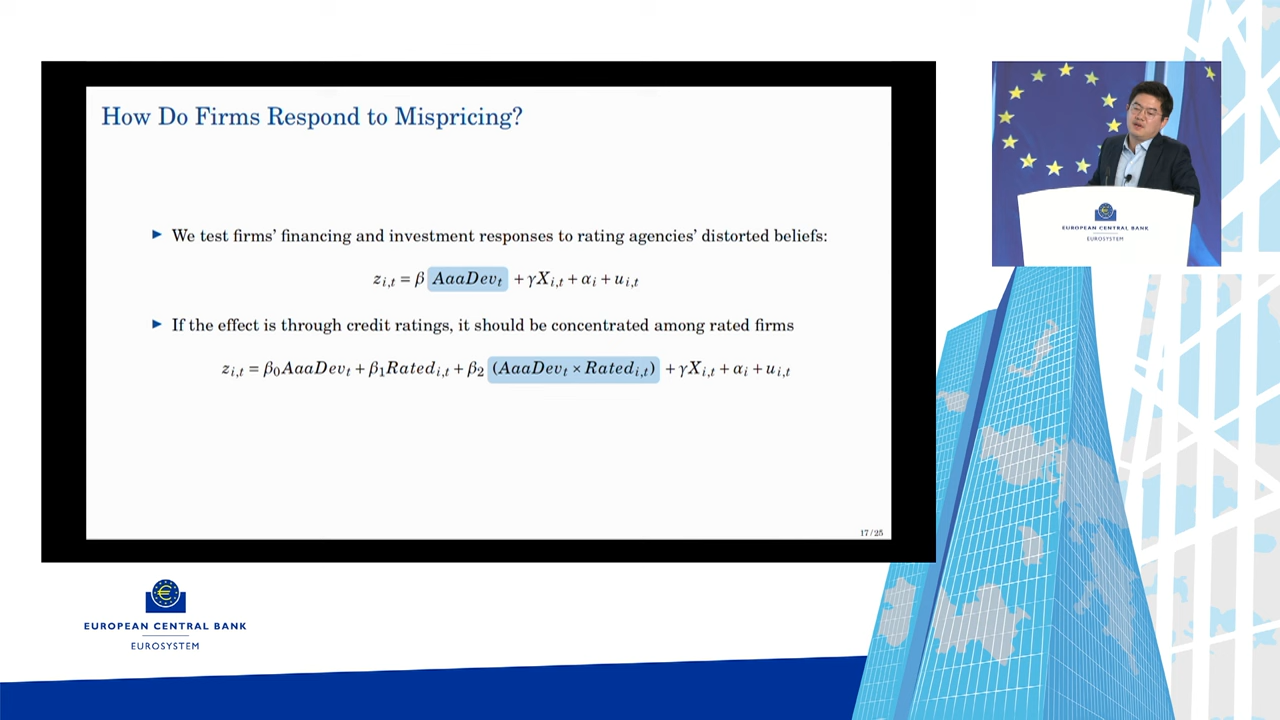 How Do Firms Respond to Mispricing?
► We test firms' financing and investment responses to rating agencies' distorted beliefs:
z_{i,t} = β AaaDev_t + γX_{i,t} + α_i + u_{i,t}
► If the effect is through credit ratings, it should be concentrated among rated firms
z_{i,t} = β_0AaaDev_t + β_1Rated_{i,t} + β_2 (AaaDev_t × Rated_{i,t}) + γX_{i,t} + α_i + u_{i,t}
17/25
EUROPEAN CENTRAL BANK
EUROSYSTEM
EUROPEAN CENTRAL BANK
EUROSYSTEM